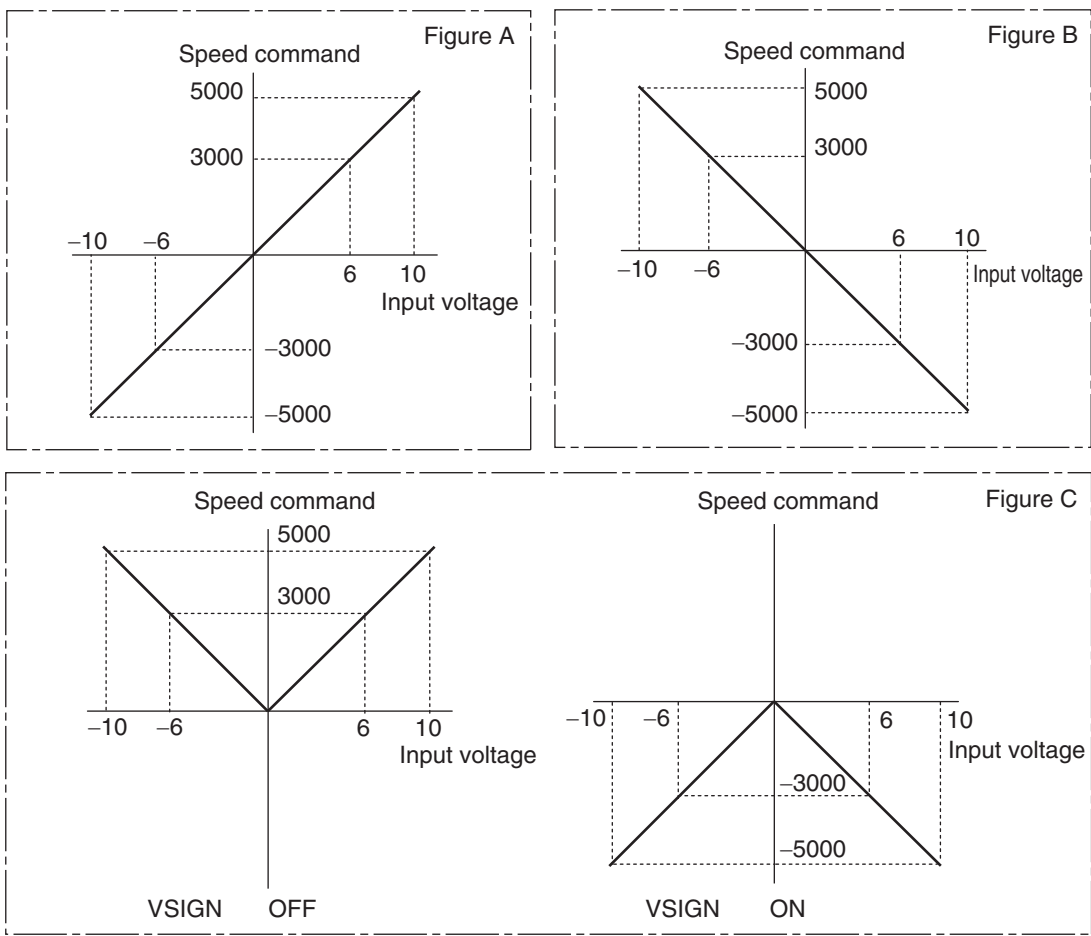 Figure A
Speed command
5000
3000
−10 −6
6 10
Input voltage
−3000
−5000
Figure B
Speed command
5000
3000
6 10
−10 −6
Input voltage
−3000
−5000
Figure C
Speed command
5000
3000
−10 −6 6 10
Input voltage
VSIGN OFF
Speed command
−10 −6 6 10
Input voltage
−3000
−5000
VSIGN ON